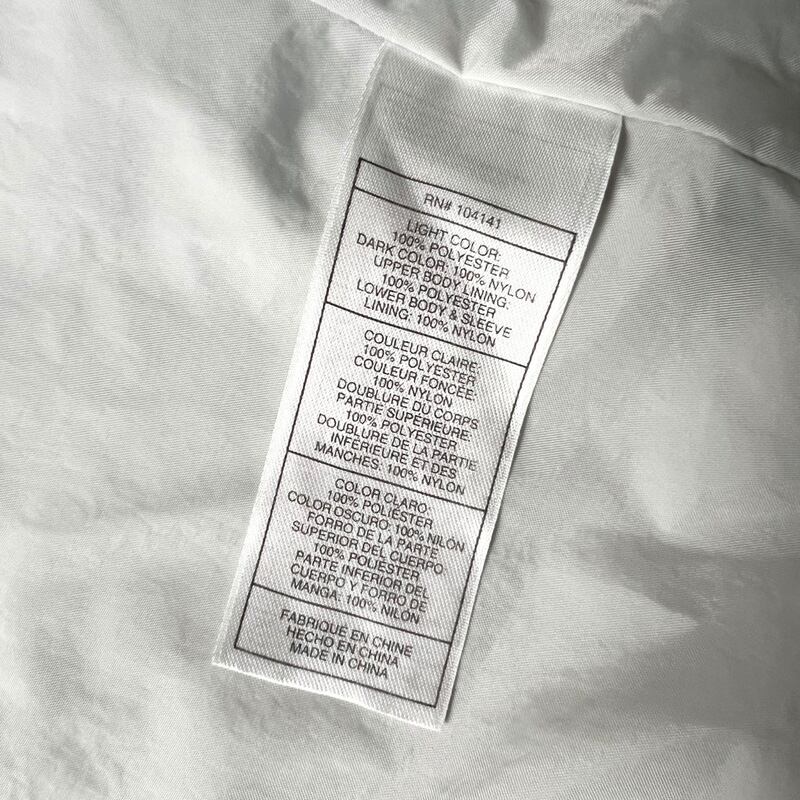 RN# 104141
LIGHT COLOR:
100% POLYESTER
DARK COLOR: 100% NYLON
UPPER BODY LINING:
100% POLYESTER
LOWER BODY & SLEEVE
LINING: 100% NYLON
COULEUR CLAIRE:
100% POLYESTER
COULEUR FONCÉE:
100% NYLON
DOUBLURE DU CORPS
PARTIE SUPÉRIEURE:
100% POLYESTER
DOUBLURE DE LA PARTIE
INFÉRIEURE ET DES
MANCHES: 100% NYLON
COLOR CLARO:
100% POLIÉSTER
COLOR OSCURO: 100% NILÓN
FORRO DE LA PARTE
SUPERIOR DEL CUERPO:
100% POLIÉSTER
PARTE INFERIOR DEL
CUERPO Y FORRO DE
MANGA: 100% NILÓN
FABRIQUÉ EN CHINE
HECHO EN CHINA
MADE IN CHINA